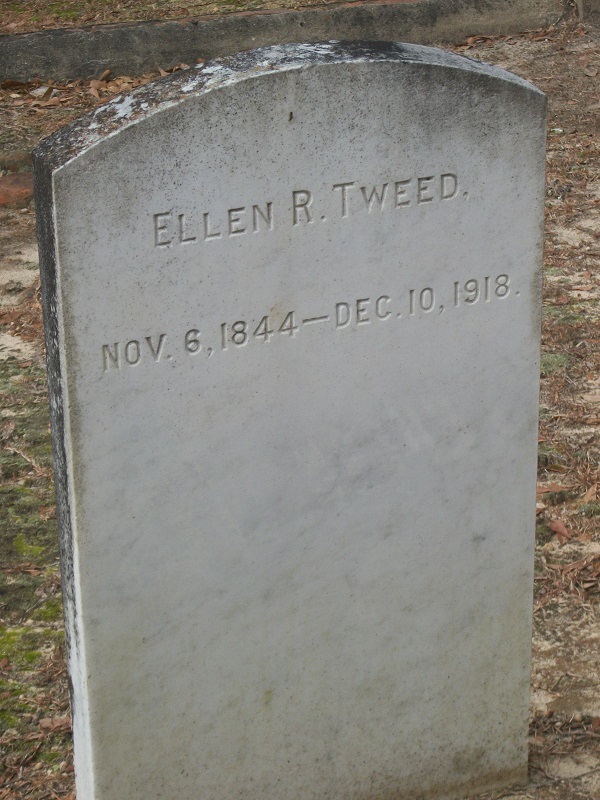 ELLEN R. TWEED.
NOV. 6, 1844—DEC. 10, 1918.